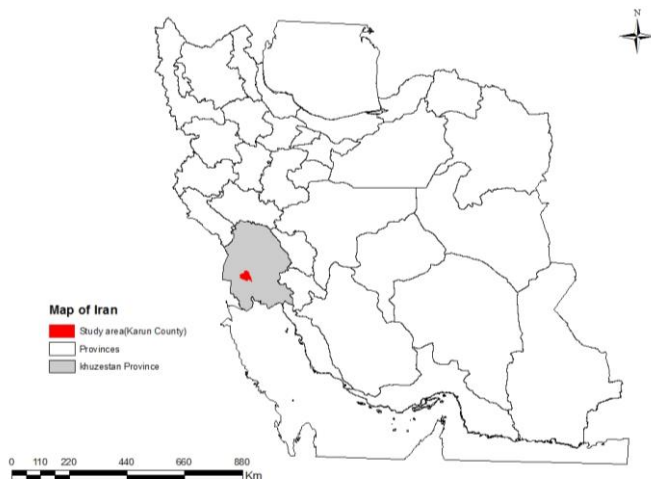 N
Map of Iran
Study area(Karun County)
Provinces
khuzestan Province
0 110 220 440 660 880
Km